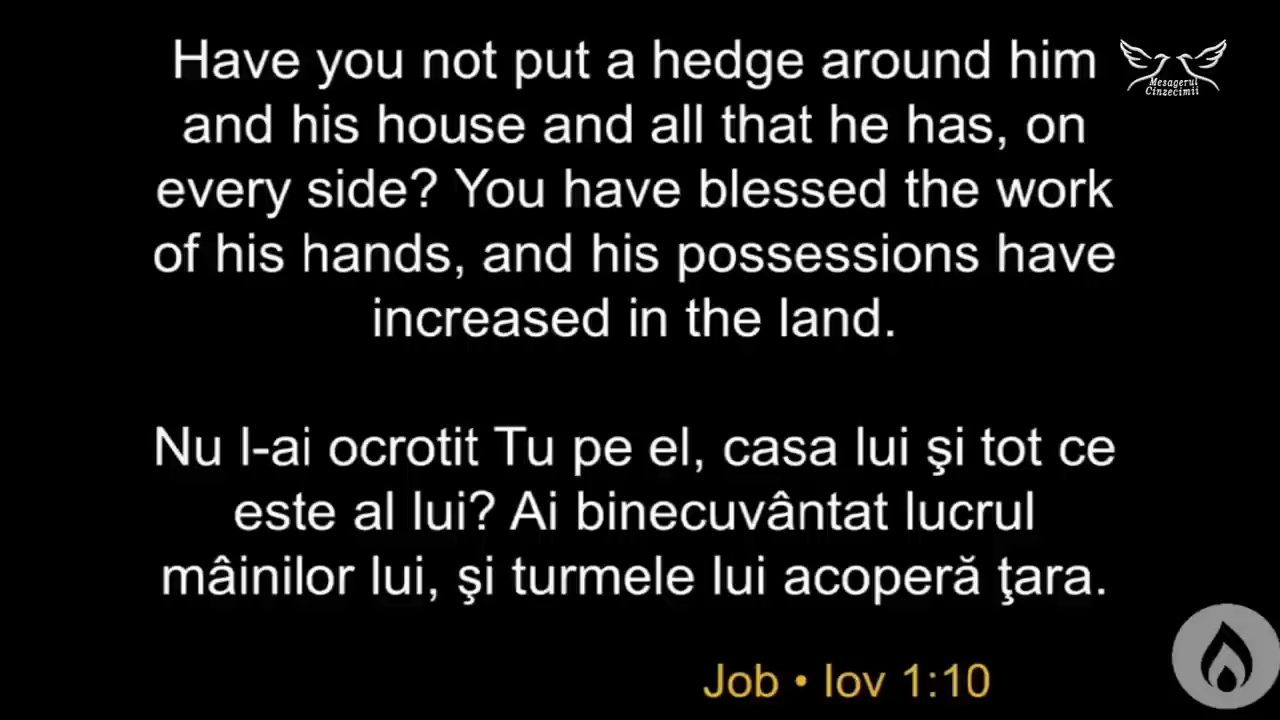 Have you not put a hedge around him
and his house and all that he has, on
every side? You have blessed the work
of his hands, and his possessions have
increased in the land.
Nu l-ai ocrotit Tu pe el, casa lui şi tot ce
este al lui? Ai binecuvântat lucrul
mâinilor lui, şi turmele lui acoperă ţara.
Job • Iov 1:10
Mesagerul
Cinzecimii